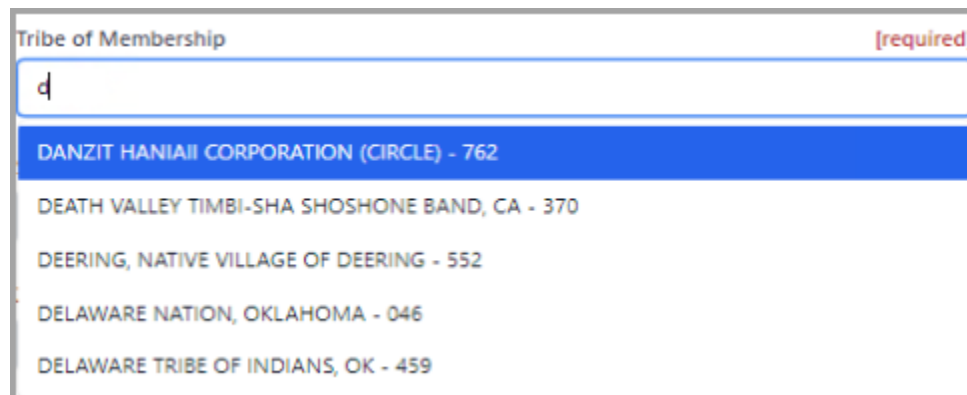 Tribe of Membership [required]
d
DANZIT HANIAII CORPORATION (CIRCLE) - 762
DEATH VALLEY TIMBI-SHA SHOSHONE BAND, CA - 370
DEERING, NATIVE VILLAGE OF DEERING - 552
DELAWARE NATION, OKLAHOMA - 046
DELAWARE TRIBE OF INDIANS, OK - 459